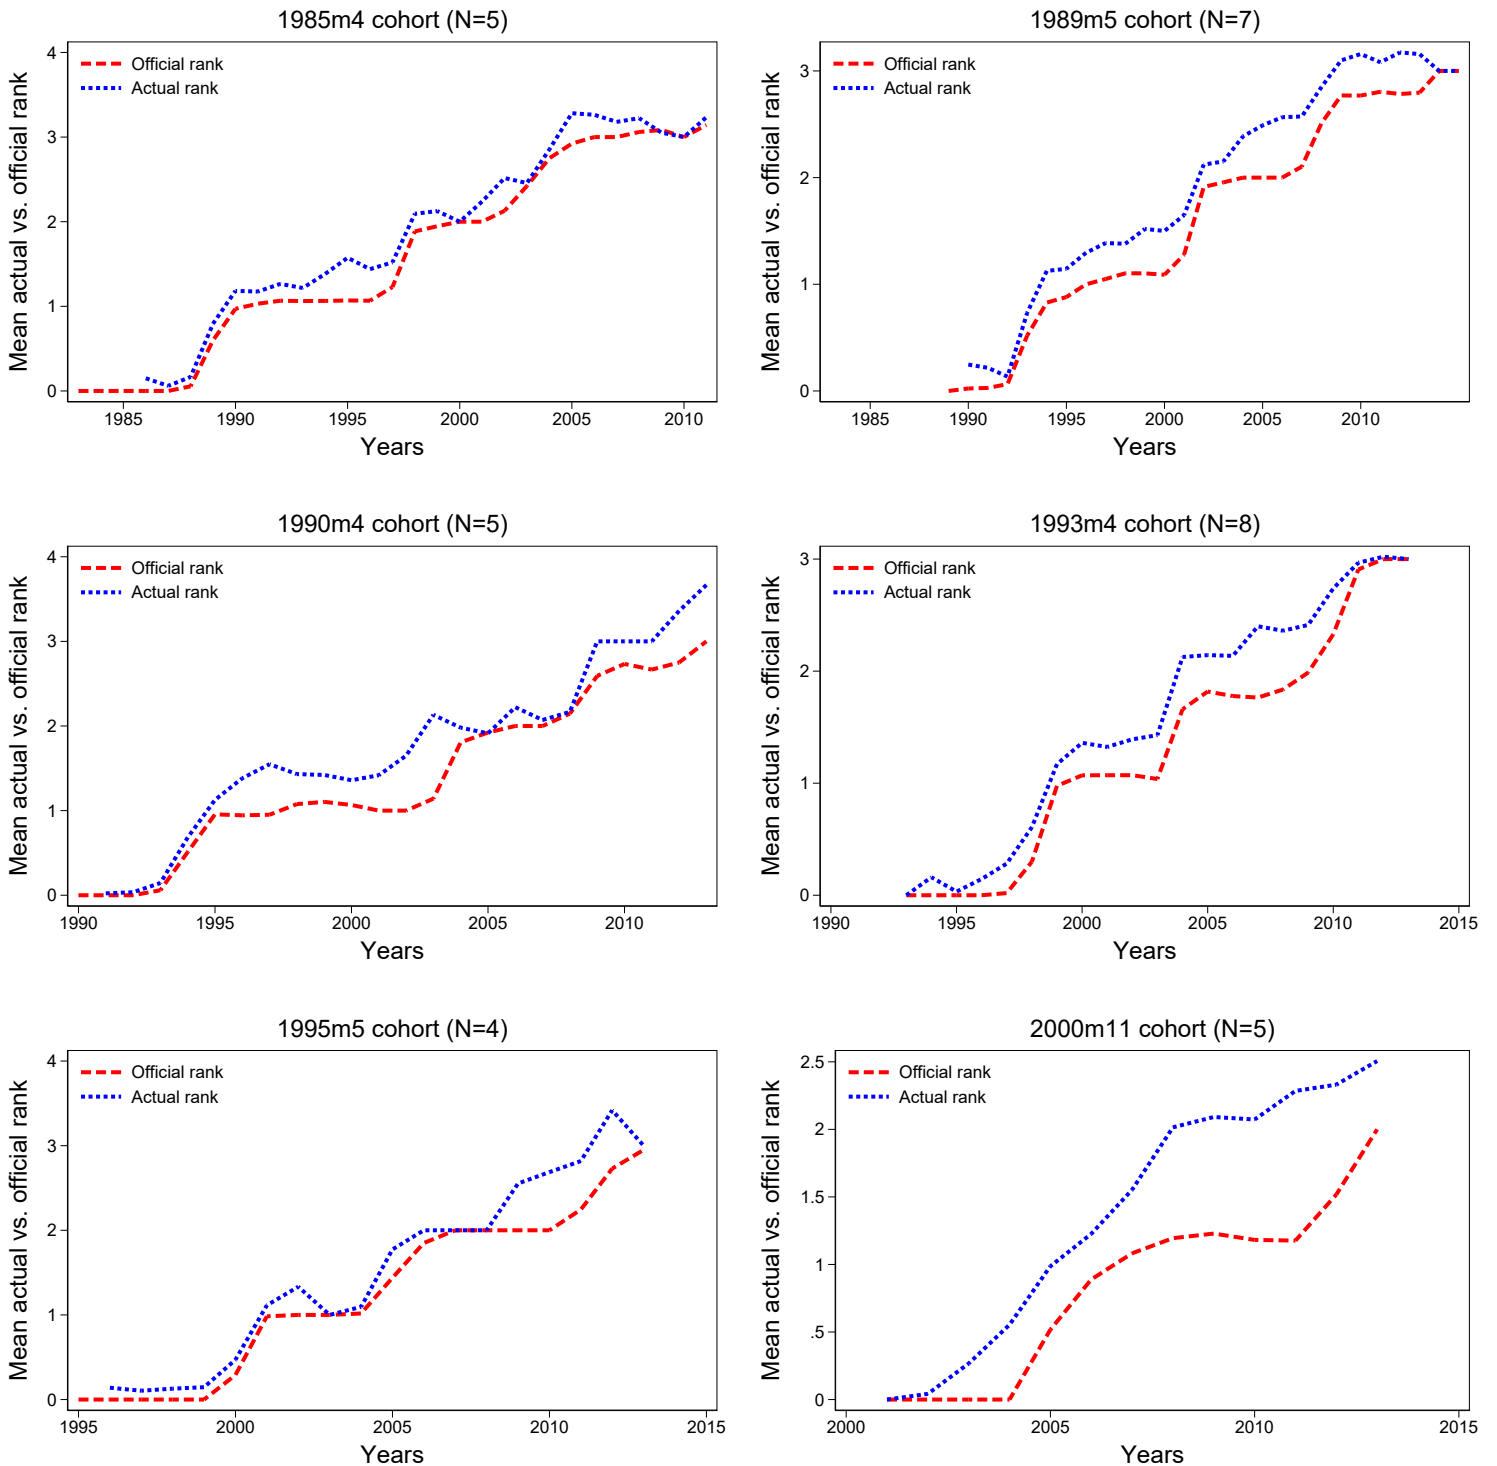 1985m4 cohort (N=5)
Mean actual vs. official rank
4
3
2
1
0
Official rank
Actual rank
1985 1990 1995 2000 2005 2010
Years
1989m5 cohort (N=7)
Mean actual vs. official rank
3
2
1
0
Official rank
Actual rank
1985 1990 1995 2000 2005 2010
Years
1990m4 cohort (N=5)
Mean actual vs. official rank
4
3
2
1
0
Official rank
Actual rank
1990 1995 2000 2005 2010
Years
1993m4 cohort (N=8)
Mean actual vs. official rank
3
2
1
0
Official rank
Actual rank
1990 1995 2000 2005 2010 2015
Years
1995m5 cohort (N=4)
Mean actual vs. official rank
4
3
2
1
0
Official rank
Actual rank
1995 2000 2005 2010 2015
Years
2000m11 cohort (N=5)
Mean actual vs. official rank
2.5
2
1.5
1
.5
0
Official rank
Actual rank
2000 2005 2010 2015
Years